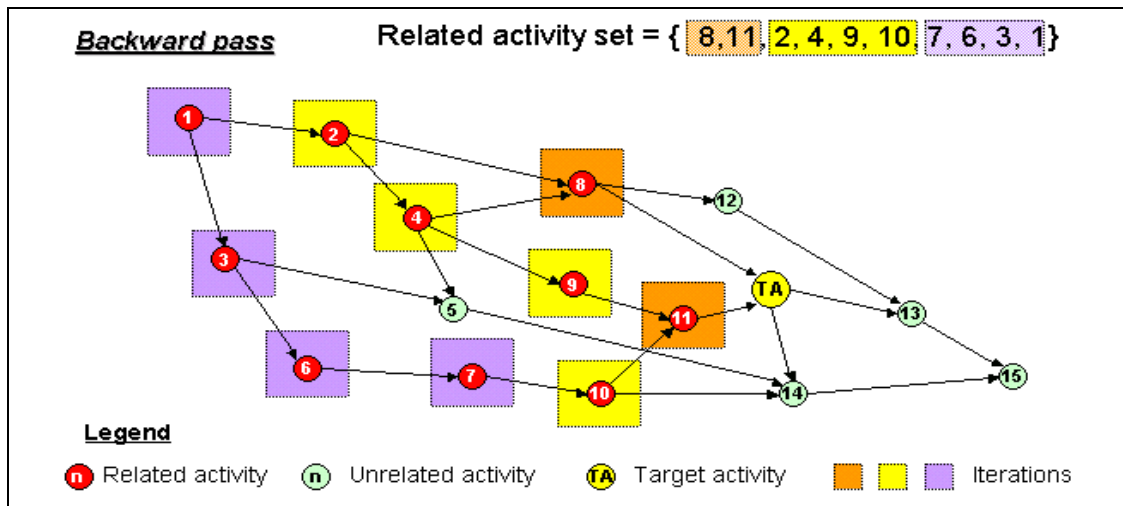 Backward pass
Related activity set = { 8,11, 2, 4, 9, 10, 7, 6, 3, 1}
1
2
8
12
4
3
9
TA
5
11
13
6
7
10
14
15
Legend
n Related activity
n Unrelated activity
TA Target activity
Iterations